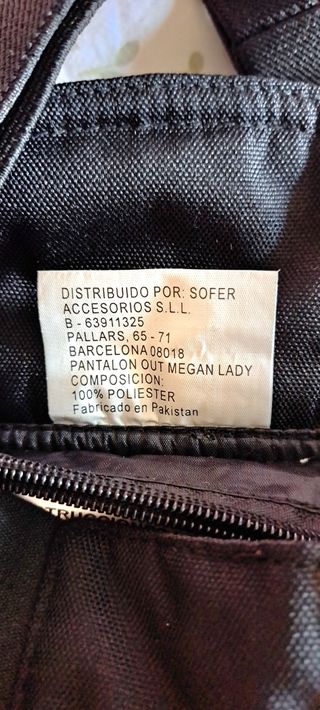 DISTRIBUIDO POR: SOFER
ACCESORIOS S.L.L.
B - 63911325
PALLARS, 65 - 71
BARCELONA 08018
PANTALON OUT MEGAN LADY
COMPOSICION:
100% POLIESTER
Fabricado en Pakistan